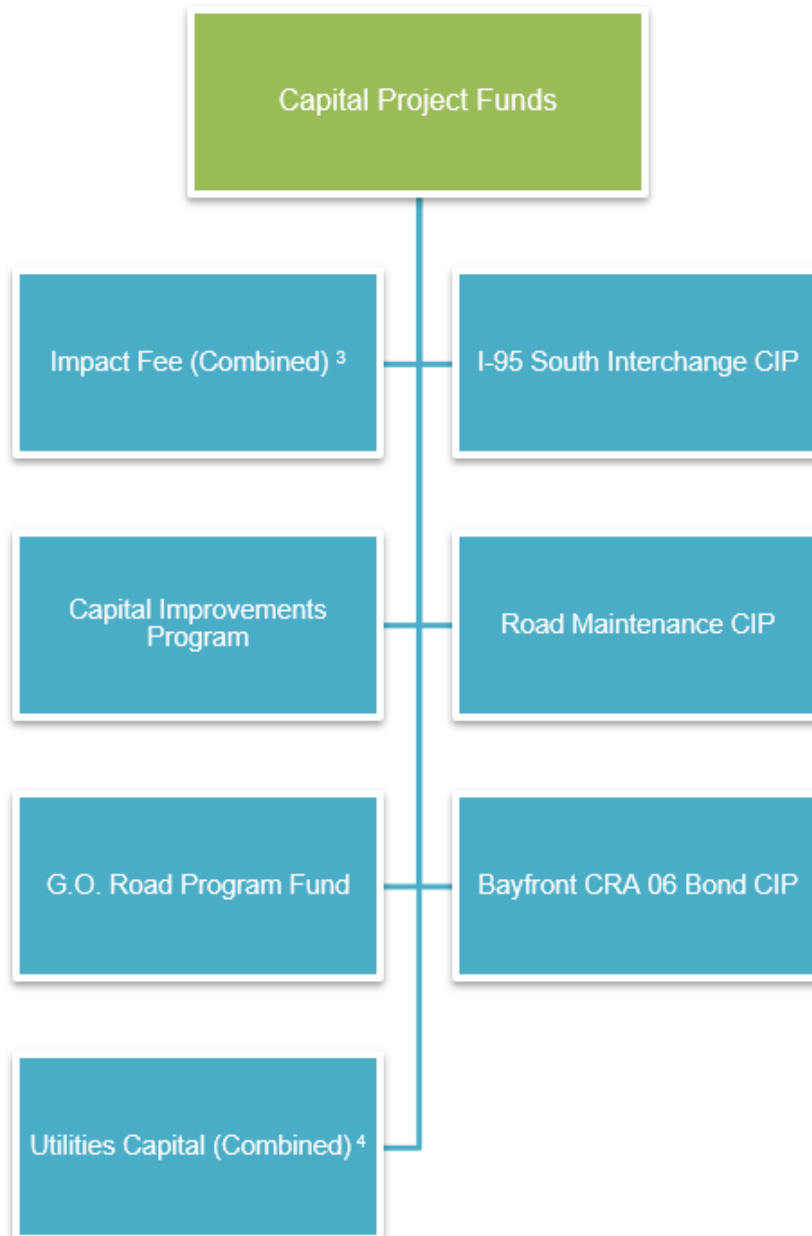 Capital Project Funds
Impact Fee (Combined) ³
I-95 South Interchange CIP
Capital Improvements
Program
Road Maintenance CIP
G.O. Road Program Fund
Bayfront CRA 06 Bond CIP
Utilities Capital (Combined) ⁴